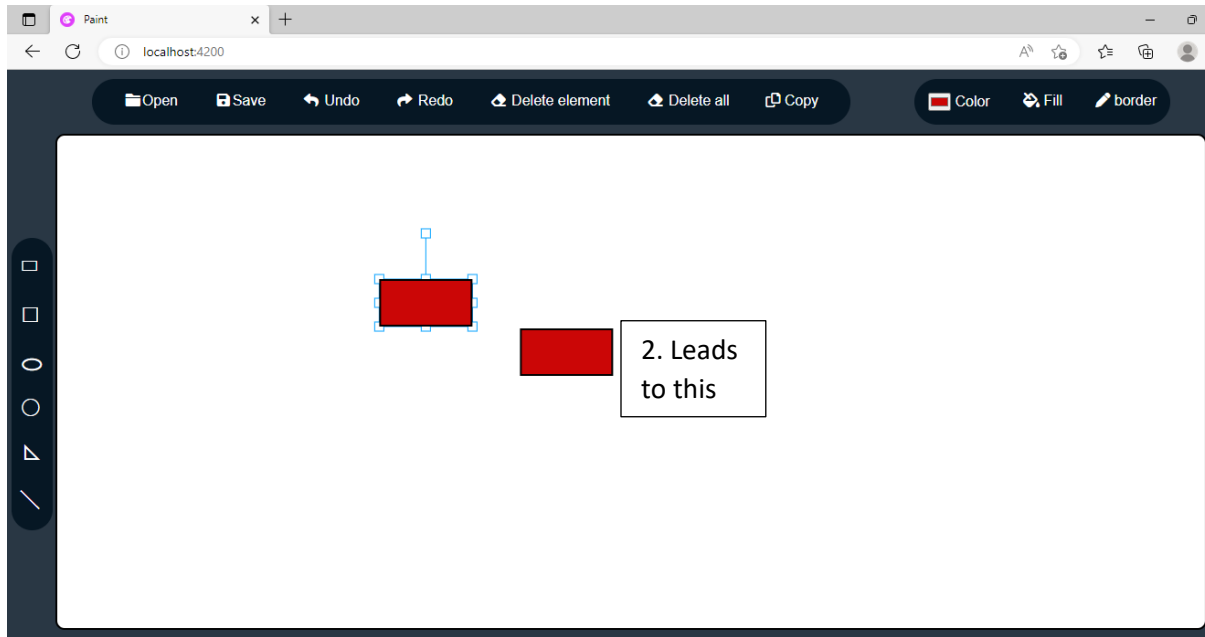 Paint
localhost:4200
Open Save Undo Redo Delete element Delete all Copy Color Fill border
2. Leads
to this